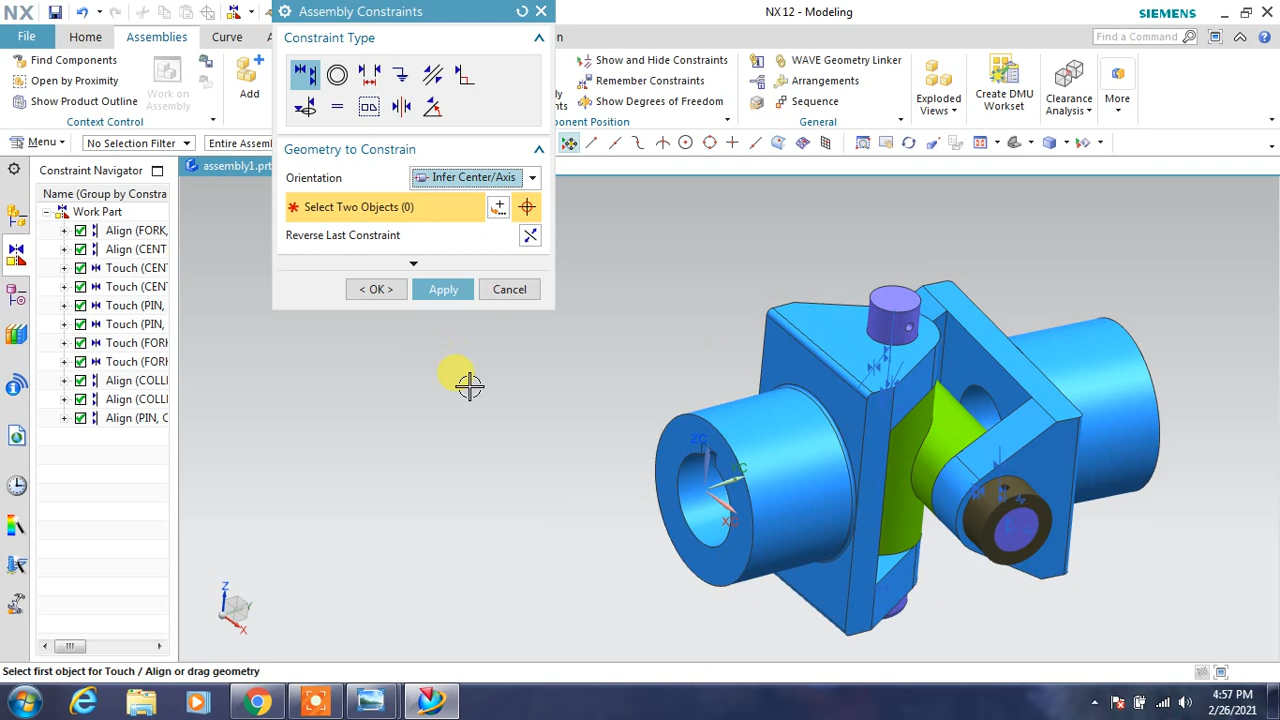 NX
Assembly Constraints
NX 12 - Modeling
SIEMENS
File
Home
Assemblies
Curve
Find a Command
Find Components
Open by Proximity
Show Product Outline
Work on
Assembly
Add
Context Control
Show and Hide Constraints
Remember Constraints
Show Degrees of Freedom
WAVE Geometry Linker
Arrangements
Sequence
General
Exploded
Views
Create DMU
Workset
Clearance
Analysis
More
Menu
No Selection Filter
Entire Assem
Constraint Type
Geometry to Constrain
Orientation
Infer Center/Axis
* Select Two Objects (0)
Reverse Last Constraint
< OK >
Apply
Cancel
assembly1.prt
Constraint Navigator
Name (Group by Constra
Work Part
Align (FORK,
Align (CENT
Touch (CEN
Touch (CEN
Touch (PIN,
Touch (PIN,
Touch (FOR
Touch (FOR
Align (COLL
Align (COLL
Align (PIN, C
ZC
YC
XC
Z
Y
X
Select first object for Touch / Align or drag geometry
4:57 PM
2/26/2021